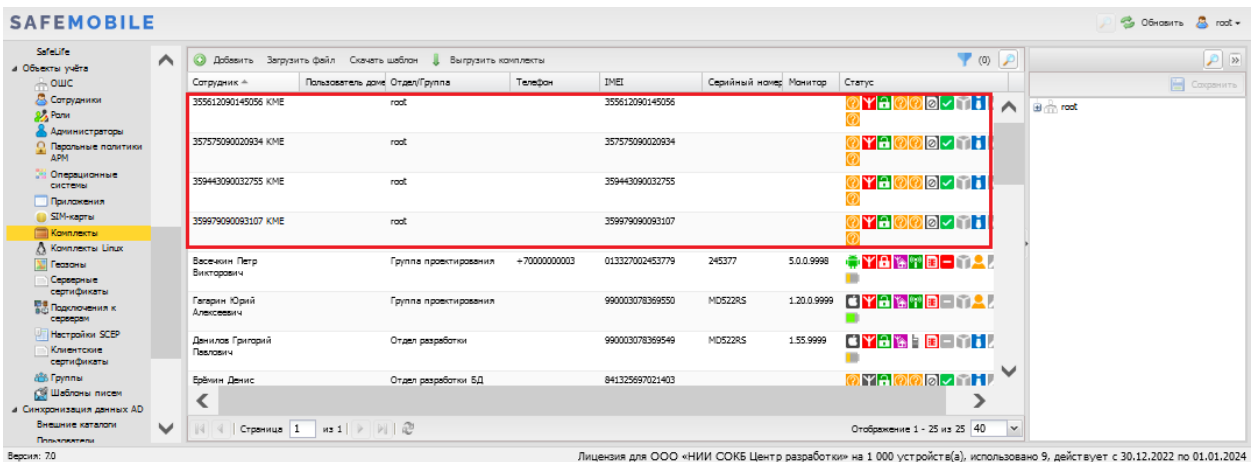 SAFEMOBILE
Обновить root
SafeLife
Объекты учёта
ОШС
Сотрудники
Роли
Администраторы
Парольные политики
АРМ
Операционные
системы
Приложения
SIM-карты
Комплекты
Комплекты Linux
Геозоны
Серверные
сертификаты
Подключения к
серверам
Настройки SCEP
Клиентские
сертификаты
Группы
Шаблоны писем
Синхронизация данных AD
Внешние каталоги
Пользователи
Добавить Загрузить файл Скачать шаблон Выгрузить комплекты (0)
Сотрудник Пользователь доме Отдел/Группа Телефон IMEI Серийный номер Монитор Статус
355612090145056 KME root 355612090145056
357575090020934 KME root 357575090020934
359443090032755 KME root 359443090032755
359979090093107 KME root 359979090093107
Васечкин Петр Группа проектирования +70000000003 013327002453779 245377 5.0.0.9998
Викторович
Гагарин Юрий Группа проектирования 990003078369550 MD522RS 1.20.0.9999
Алексеевич
Данилов Григорий Отдел разработки 990003078369549 MD522RS 1.55.9999
Павлович
Ерёмин Денис Отдел разработки БД 841325697021403
Страница 1 из 1 Отображение 1 - 25 из 25 40
Сохранить
root
Версия: 7.0 Лицензия для ООО «НИИ СОКБ Центр разработки» на 1 000 устройств(а), использовано 9, действует с 30.12.2022 по 01.01.2024